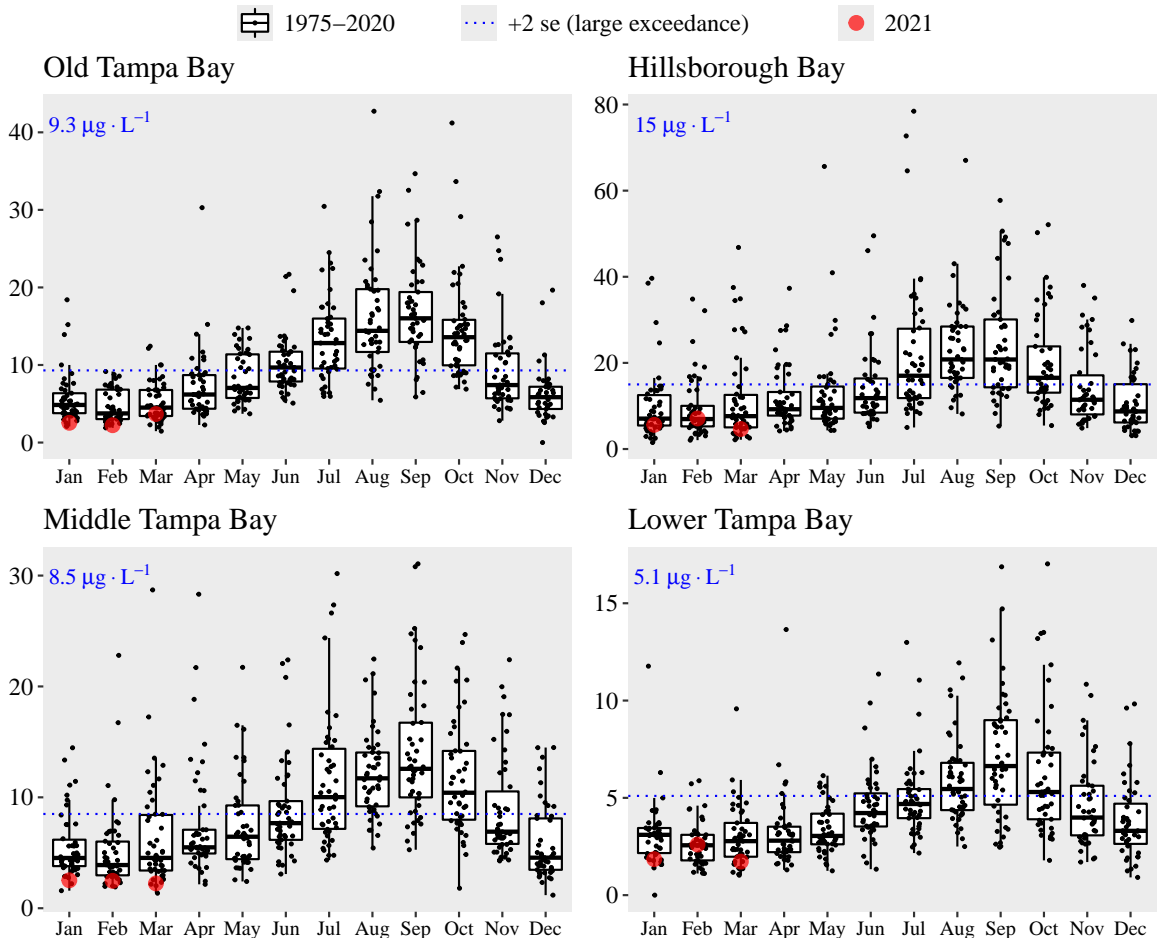 1975–2020 +2 se (large exceedance) 2021
Old Tampa Bay
9.3 μg · L⁻¹
40
30
20
10
0
Jan Feb Mar Apr May Jun Jul Aug Sep Oct Nov Dec
Hillsborough Bay
15 μg · L⁻¹
80
60
40
20
0
Jan Feb Mar Apr May Jun Jul Aug Sep Oct Nov Dec
Middle Tampa Bay
8.5 μg · L⁻¹
30
20
10
0
Jan Feb Mar Apr May Jun Jul Aug Sep Oct Nov Dec
Lower Tampa Bay
5.1 μg · L⁻¹
15
10
5
0
Jan Feb Mar Apr May Jun Jul Aug Sep Oct Nov Dec